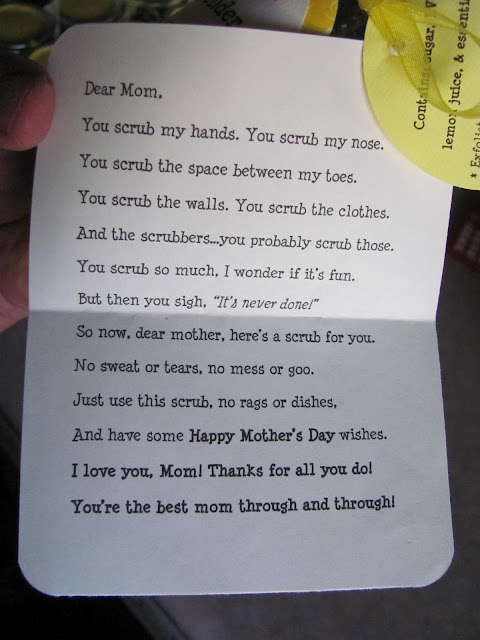 Dear Mom,
You scrub my hands. You scrub my nose.
You scrub the space between my toes.
You scrub the walls. You scrub the clothes.
And the scrubbers...you probably scrub those.
You scrub so much, I wonder if it's fun.
But then you sigh, "It's never done!"
So now, dear mother, here's a scrub for you.
No sweat or tears, no mess or goo.
Just use this scrub, no rags or dishes,
And have some Happy Mother's Day wishes.
I love you, Mom! Thanks for all you do!
You're the best mom through and through!
sugar,
lemon juice, & 
*